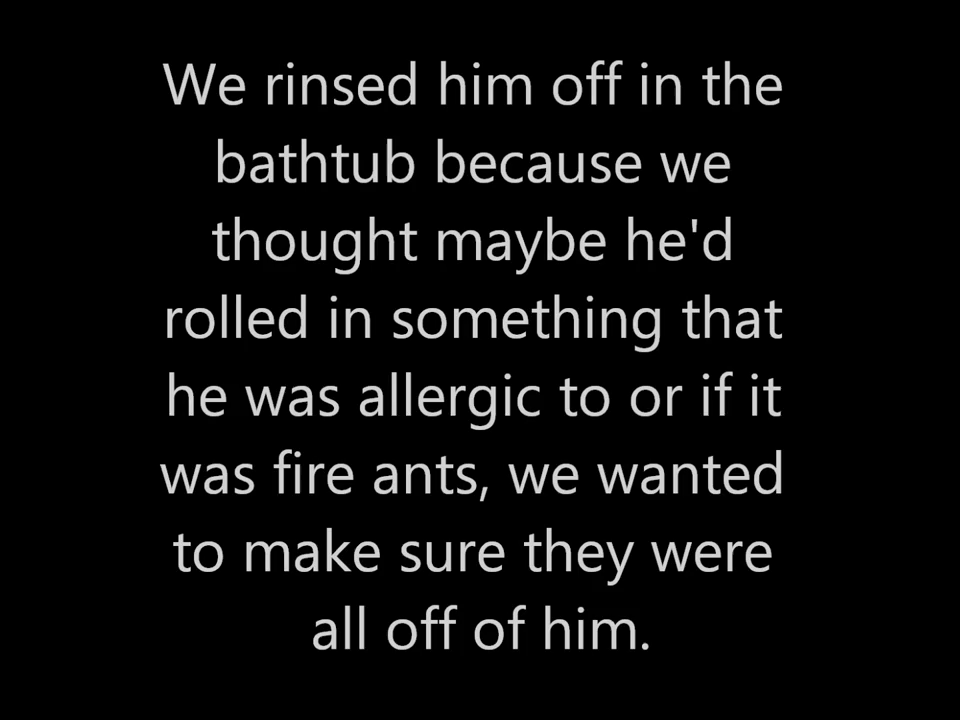 We rinsed him off in the
bathtub because we
thought maybe he'd
rolled in something that
he was allergic to or if it
was fire ants, we wanted
to make sure they were
all off of him.